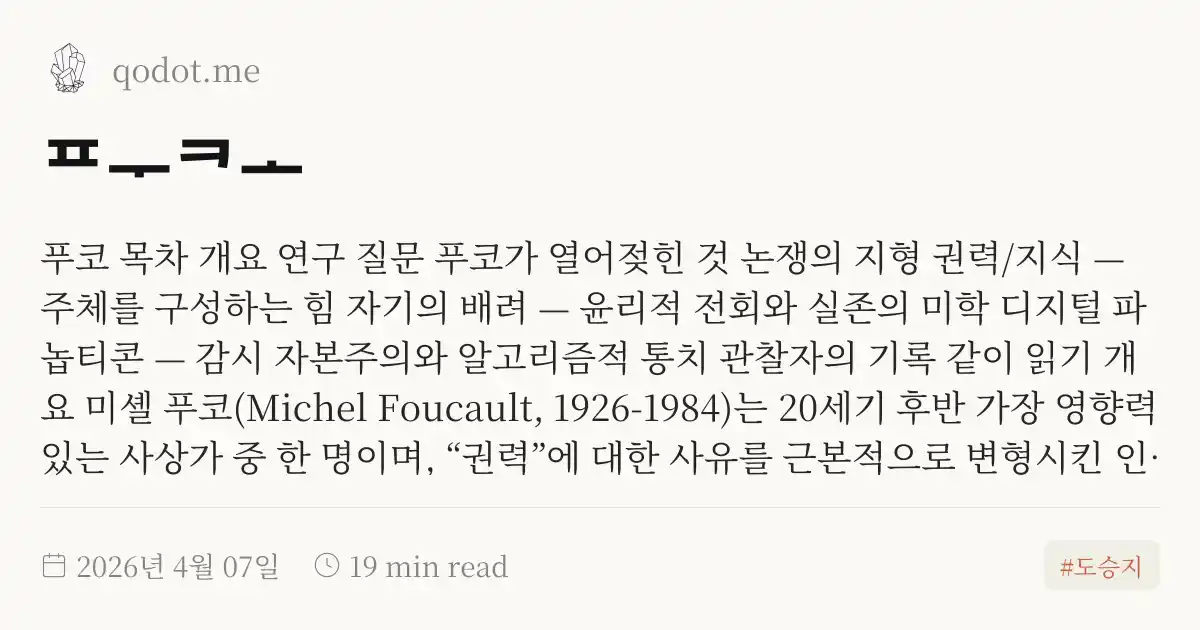 qodot.me
ㅍㅜㅋㅗ
푸코 목차 개요 연구 질문 푸코가 열어젖힌 것 논쟁의 지형 권력/지식 —
주체를 구성하는 힘 자기의 배려 — 윤리적 전회와 실존의 미학 디지털 파
놉티콘 — 감시 자본주의와 알고리즘적 통치 관찰자의 기록 같이 읽기 개
요 미셸 푸코(Michel Foucault, 1926-1984)는 20세기 후반 가장 영향력
있는 사상가 중 한 명이며, “권력”에 대한 사유를 근본적으로 변형시킨 인·
2026년 4월 07일 19 min read #도승지